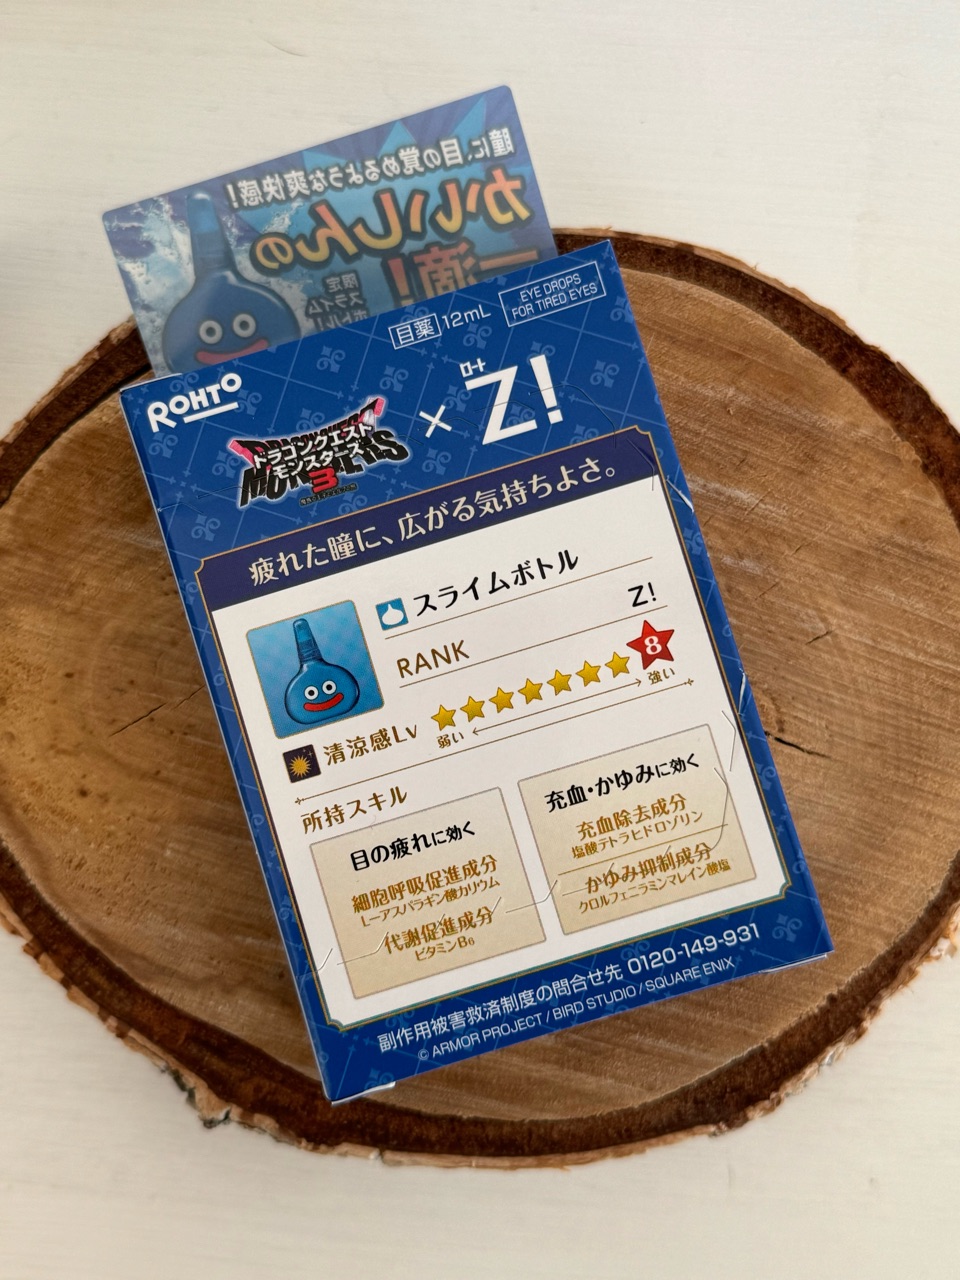 瞳に、目の覚めるような爽快感!
かいしんの
一滴!
限定
スライム
ボトル!
目薬 12mL
EYE DROPS
FOR TIRED EYES
ROHTO
ドラゴンクエスト
モンスターズ
3
×
ロート
Z!
疲れた瞳に、広がる気持ちよさ。
スライムボトル
RANK
Z!
清涼感Lv
8
弱い
強い
所持スキル
目の疲れに効く
細胞呼吸促進成分
L-アスパラギン酸カリウム
代謝促進成分
ビタミンB6
充血・かゆみに効く
充血除去成分
塩酸テトラヒドロゾリン
かゆみ抑制成分
クロルフェニラミンマレイン酸塩
副作用被害救済制度の問合せ先 0120-149-931
© ARMOR PROJECT / BIRD STUDIO / SQUARE ENIX